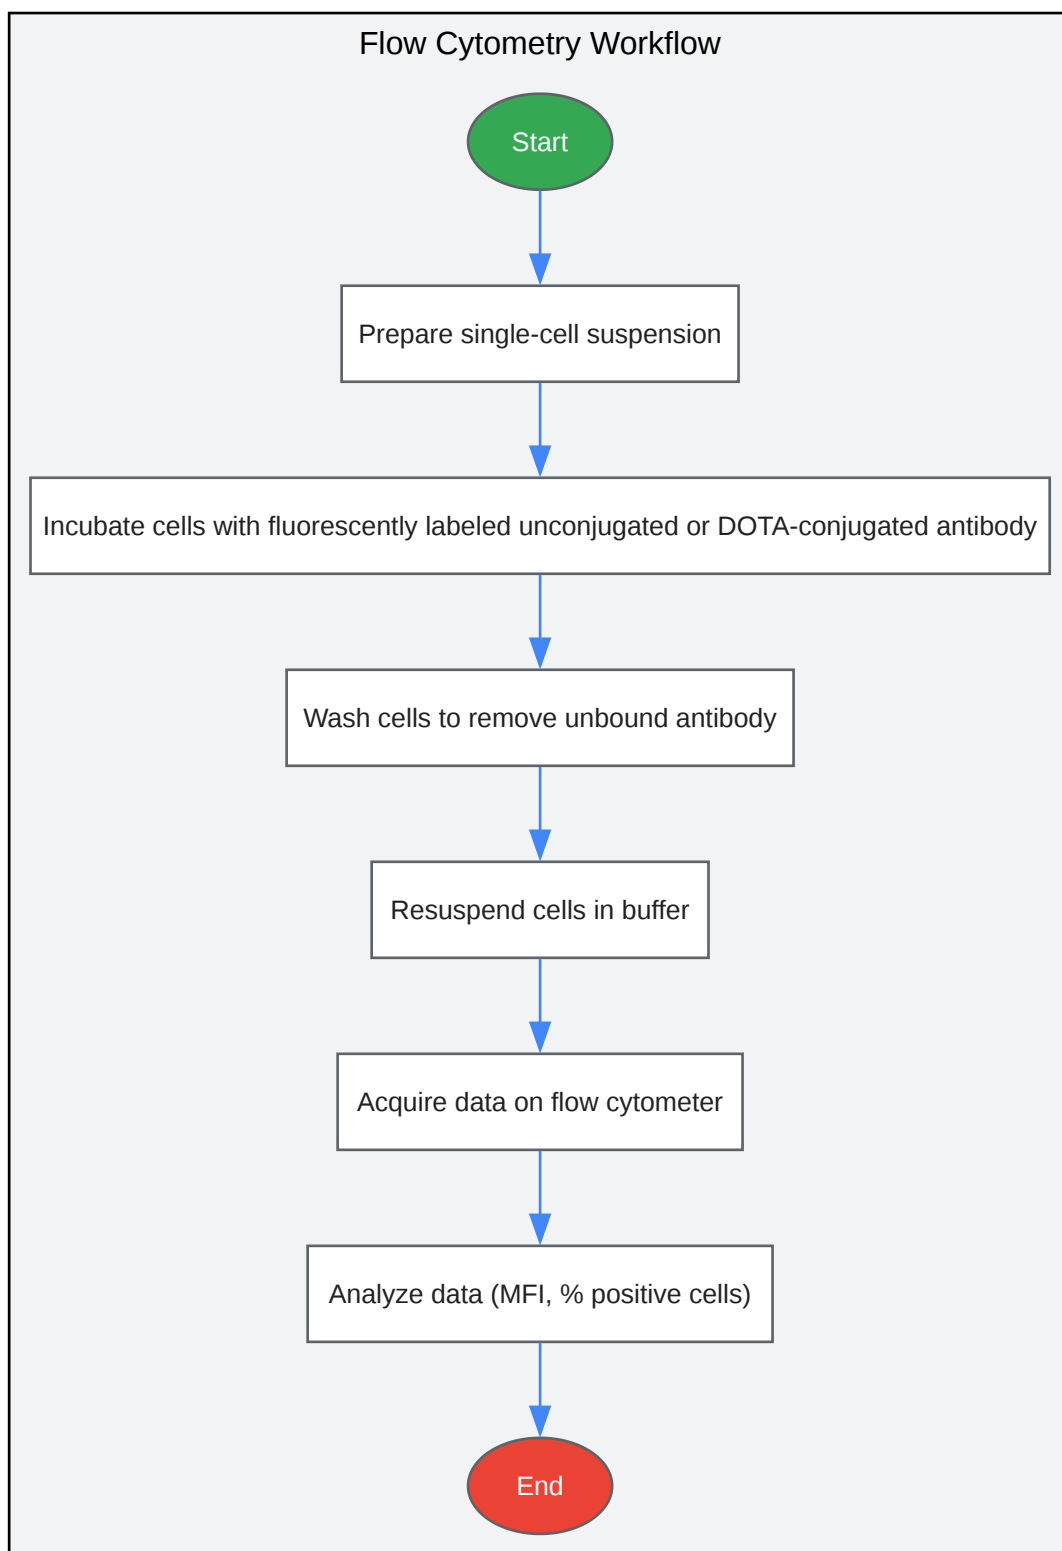 Flow Cytometry Workflow
Start
Prepare single-cell suspension
Incubate cells with fluorescently labeled unconjugated or DOTA-conjugated antibody
Wash cells to remove unbound antibody
Resuspend cells in buffer
Acquire data on flow cytometer
Analyze data (MFI, % positive cells)
End